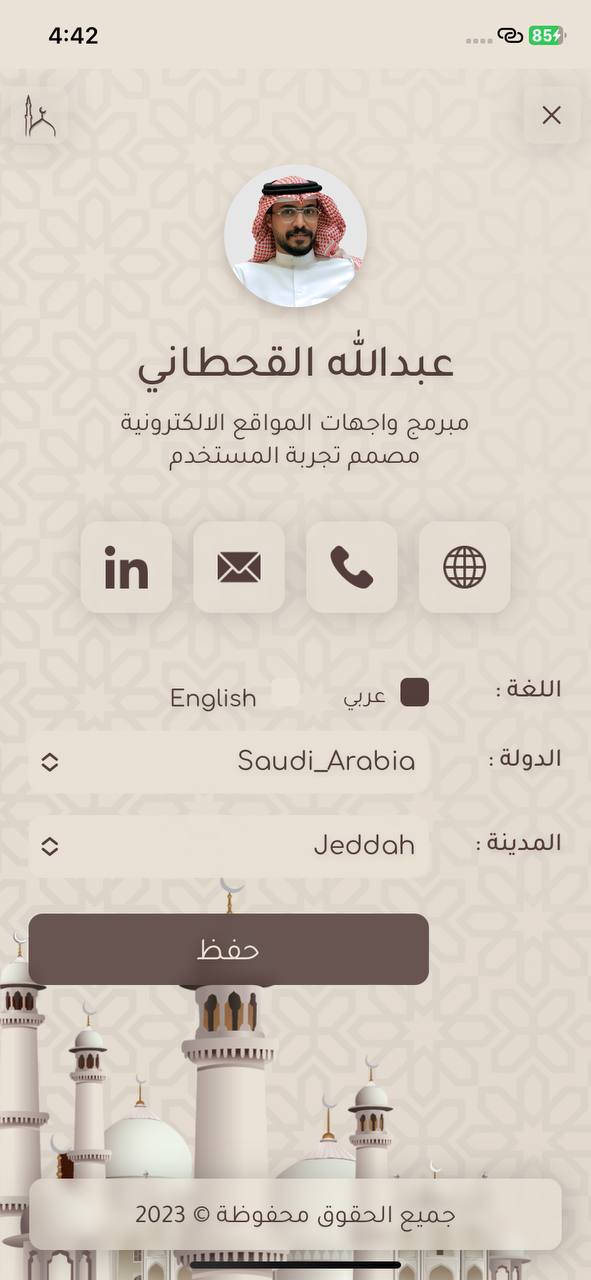 4:42
85
عبدالله القحطاني
مبرمج واجهات المواقع الالكترونية
مصمم تجربة المستخدم
in
اللغة :
عربي
English
الدولة :
Saudi_Arabia
المدينة :
Jeddah
حفظ
جميع الحقوق محفوظة © 2023